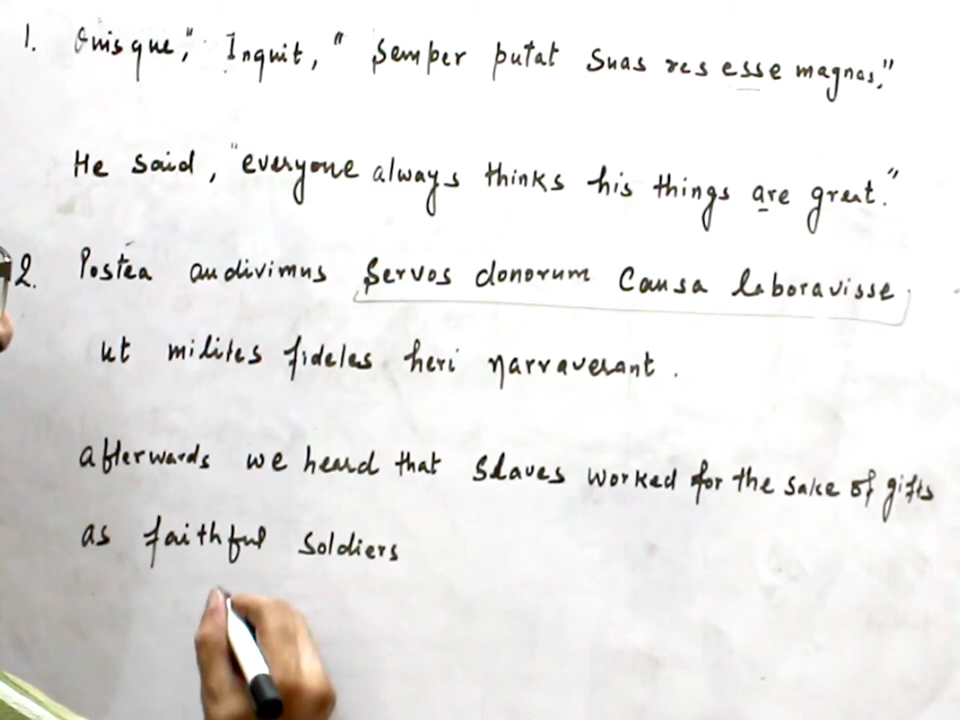 1. Quisque," Inquit, " Semper putat Suas res esse magnas."
He said, "everyone always thinks his things are great."
2. Postea audivimus Servos donorum Causa laboravisse
ut milites fideles heri narraverant.
afterwards we heard that Slaves worked for the sake of gifts
as faithful Soldiers